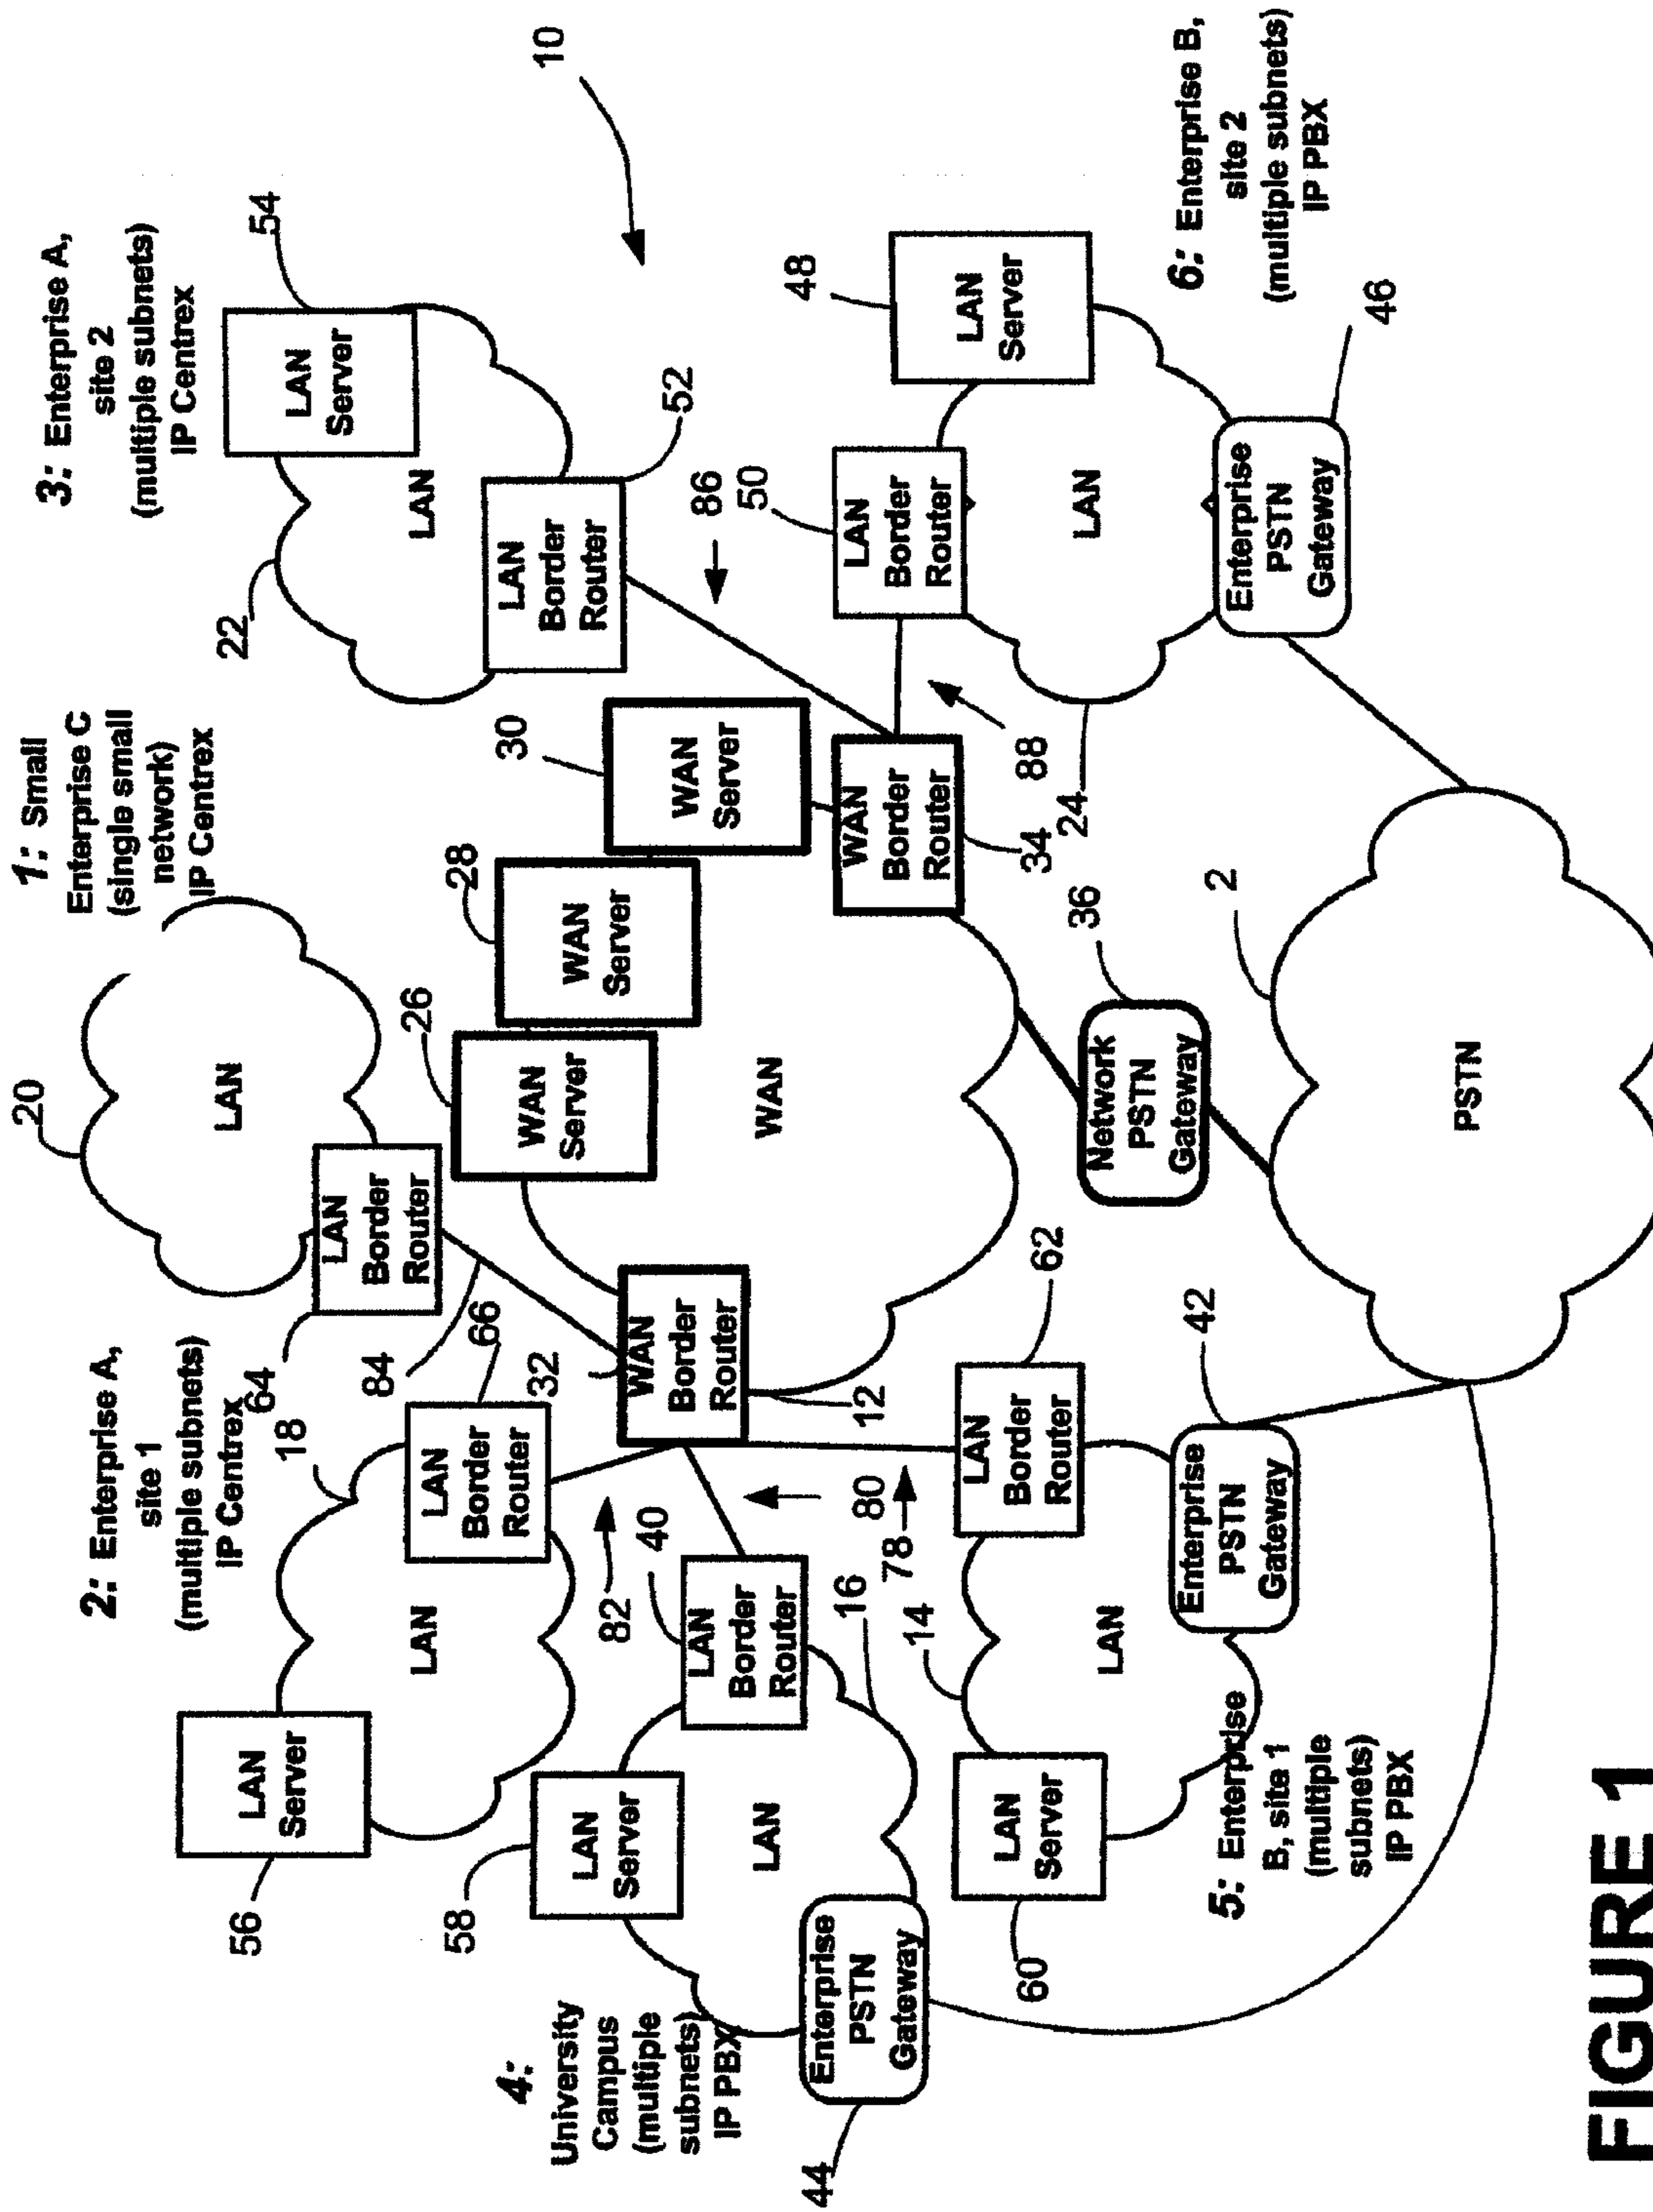 1: Small
Enterprise C
(single small
network)
IP Centrex
20
LAN
LAN
Border
Router
64
84
2: Enterprise A,
site 1
(multiple subnets)
IP Centrex
18
LAN
LAN
Border
Router
66
LAN
Server
56
82
3: Enterprise A,
site 2
(multiple subnets)
IP Centrex
54
LAN
Server
22
LAN
LAN
Border
Router
52
86
10
26
WAN
Server
28
WAN
Server
30
WAN
Server
WAN
32
WAN
Border
Router
12
WAN
Border
Router
34
88
4:
University
Campus
(multiple
subnets)
IP PBX
58
LAN
Server
40
LAN
Border
Router
80
16
LAN
Enterprise
PSTN
Gateway
44
78
62
LAN
Border
Router
14
LAN
LAN
Server
60
Enterprise
PSTN
Gateway
42
5: Enterprise
B, site 1
(multiple
subnets)
IP PBX
50
LAN
Border
Router
48
LAN
Server
LAN
24
Enterprise
PSTN
Gateway
46
6: Enterprise B,
site 2
(multiple subnets)
IP PBX
36
Network
PSTN
Gateway
2
PSTN
FIGURE 1